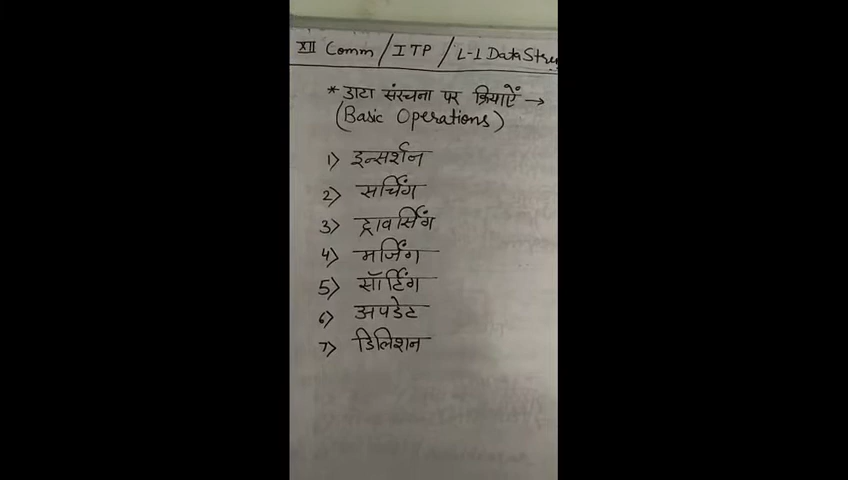 XII Comm / ITP / L-1 Data Stru
* डाटा संरचना पर क्रियाएँ →
(Basic Operations)
1> इन्सर्शन
2> सर्चिंग
3> ट्रावर्सिंग
4> मर्जिंग
5> सॉर्टिंग
6> अपडेट
7> डिलिशन